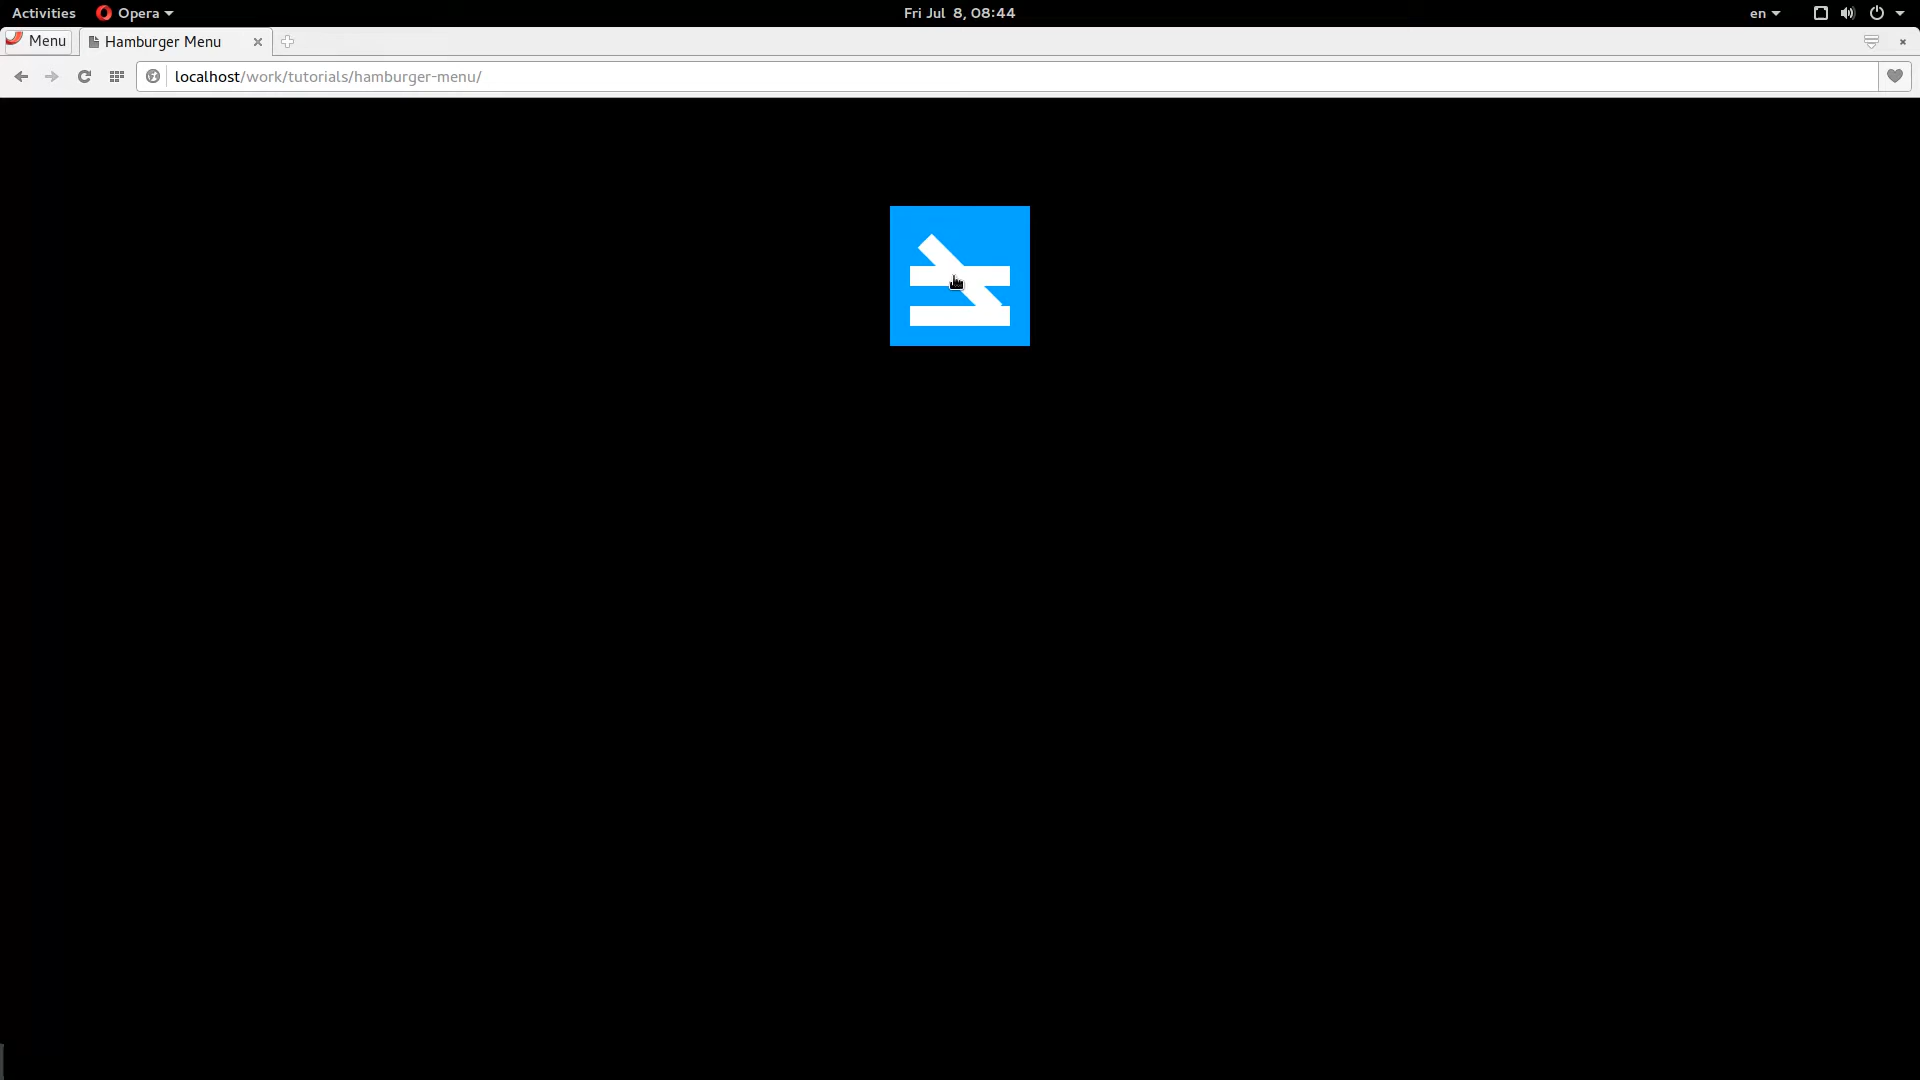 Activities Opera Fri Jul 8, 08:44 en
Menu Hamburger Menu
localhost/work/tutorials/hamburger-menu/